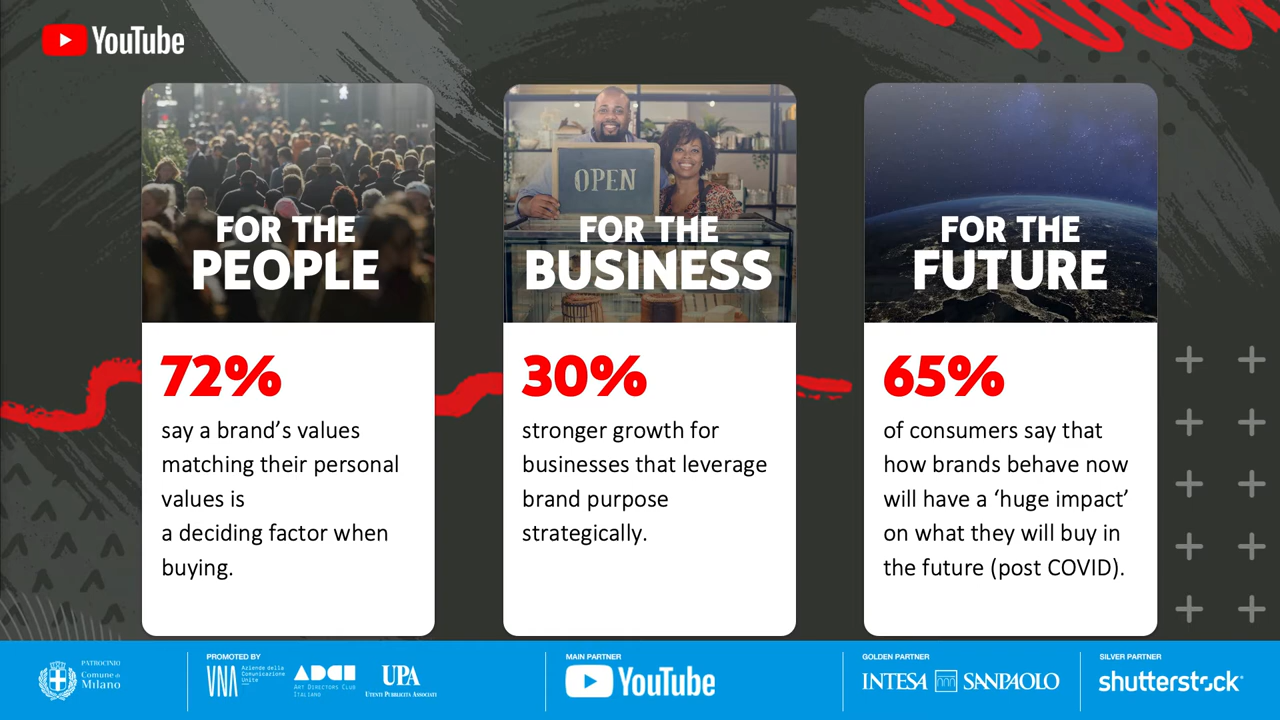 YouTube
FOR THE
PEOPLE
72%
say a brand’s values
matching their personal
values is
a deciding factor when
buying.
OPEN
FOR THE
BUSINESS
30%
stronger growth for
businesses that leverage
brand purpose
strategically.
FOR THE
FUTURE
65%
of consumers say that
how brands behave now
will have a ‘huge impact’
on what they will buy in
the future (post COVID).
PATROCINIO
Comune di
Milano
PROMOTED BY
VNA
Aziende della
Comunicazione
Unite
ADCI
ART DIRECTORS CLUB
ITALIANO
UPA
UTENTI PUBBLICITÀ ASSOCIATI
MAIN PARTNER
YouTube
GOLDEN PARTNER
INTESA SANPAOLO
SILVER PARTNER
shutterstock